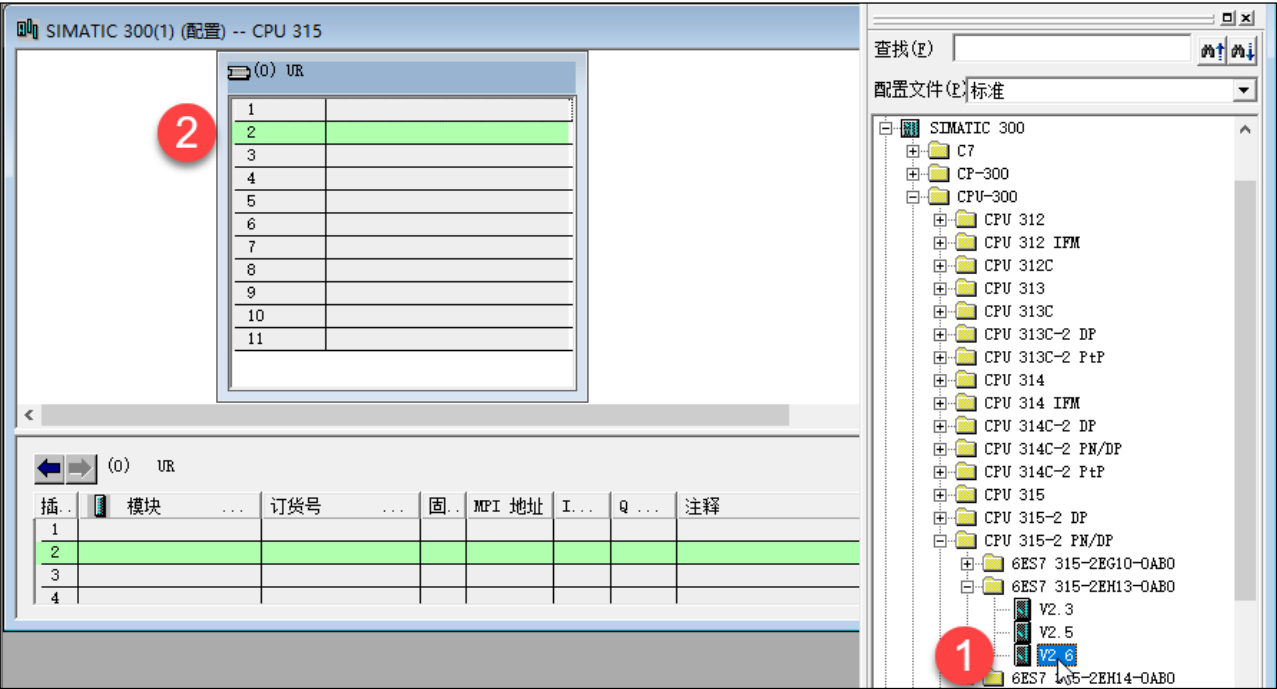 SIMATIC 300(1) (配置) -- CPU 315
(0) UR
1
2
2
3
4
5
6
7
8
9
10
11
(0) UR
插.. 模块 ... 订货号 ... 固.. MPI 地址 I... Q ... 注释
1
2
3
4
查找(F)
配置文件(P) 标准
SIMATIC 300
C7
CP-300
CPU-300
CPU 312
CPU 312 IFM
CPU 312C
CPU 313
CPU 313C
CPU 313C-2 DP
CPU 313C-2 PtP
CPU 314
CPU 314 IFM
CPU 314C-2 DP
CPU 314C-2 PN/DP
CPU 314C-2 PtP
CPU 315
CPU 315-2 DP
CPU 315-2 PN/DP
6ES7 315-2EG10-0AB0
6ES7 315-2EH13-0AB0
V2.3
V2.5
1
V2.6
6ES7 315-2EH14-0AB0